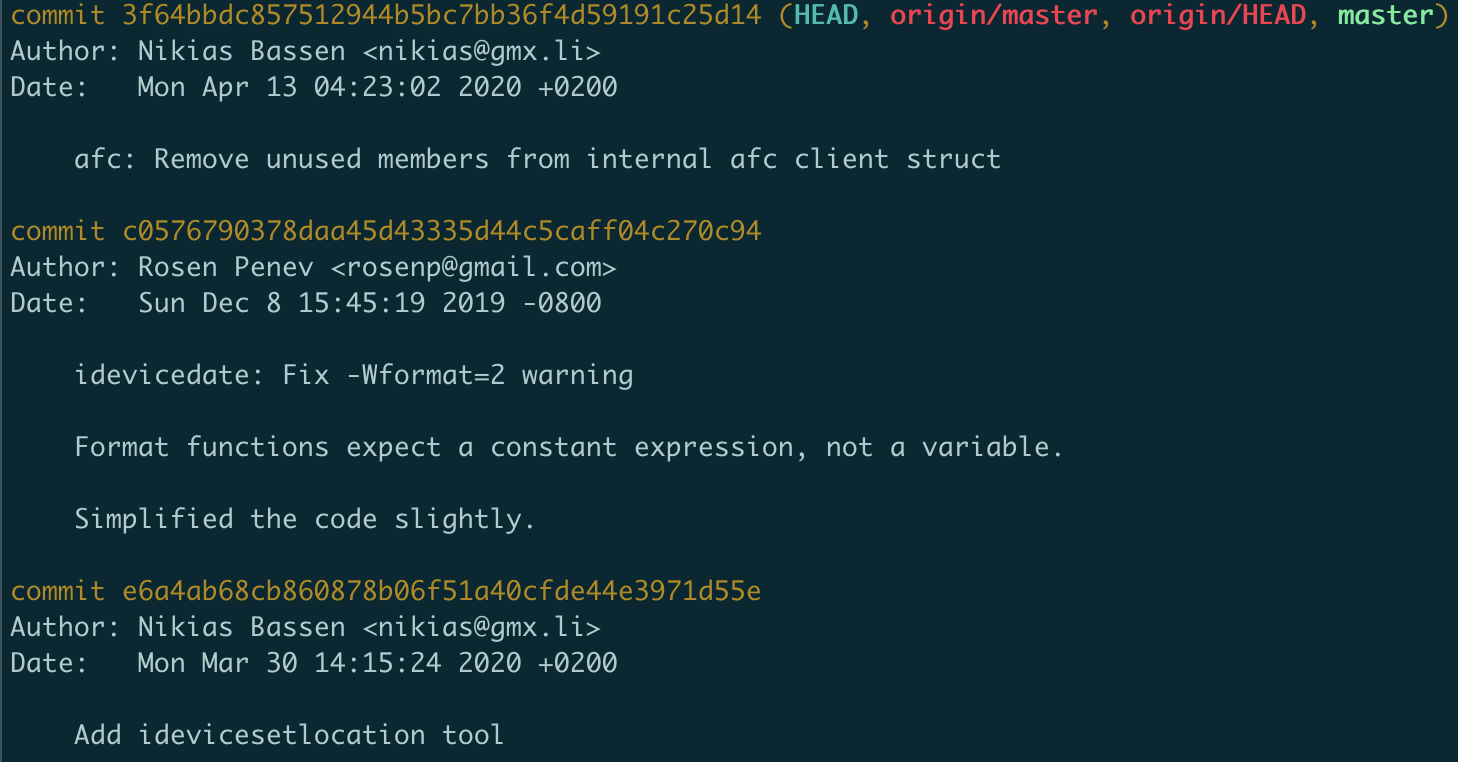 commit 3f64bbdc857512944b5bc7bb36f4d59191c25d14 (HEAD, origin/master, origin/HEAD, master)
Author: Nikias Bassen <nikias@gmx.li>
Date:   Mon Apr 13 04:23:02 2020 +0200
afc: Remove unused members from internal afc client struct
commit c0576790378daa45d43335d44c5caff04c270c94
Author: Rosen Penev <rosenp@gmail.com>
Date:   Sun Dec 8 15:45:19 2019 -0800
idevicedate: Fix -Wformat=2 warning
Format functions expect a constant expression, not a variable.
Simplified the code slightly.
commit e6a4ab68cb860878b06f51a40cfde44e3971d55e
Author: Nikias Bassen <nikias@gmx.li>
Date:   Mon Mar 30 14:15:24 2020 +0200
Add idevicesetlocation tool